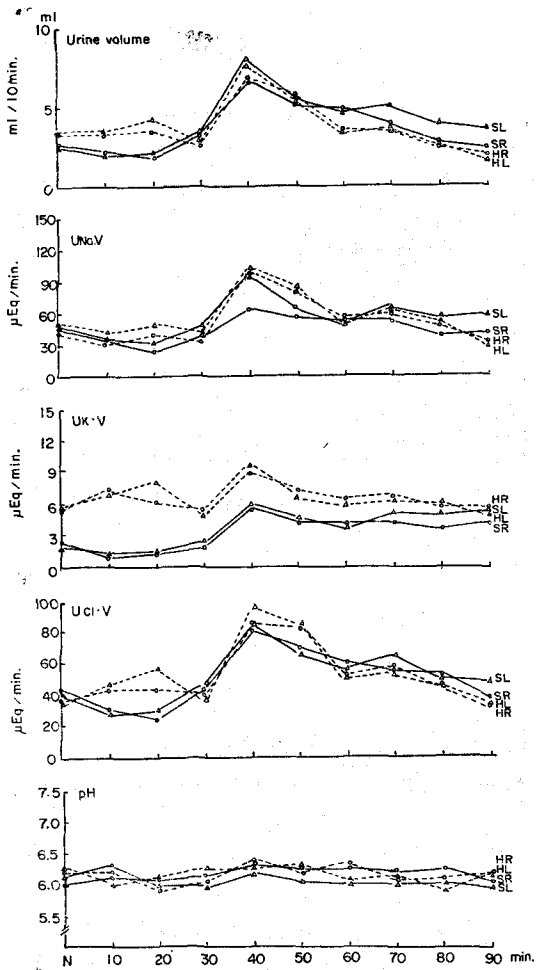 ml
Urine volume
10
5
0
ml / 10/min.
SL
SR
HR
HL
UNa.V
150
120
90
60
30
0
µEq/min.
SL
SR
HR
HL
UK·V
15
12
9
6
3
0
µEq/min.
HR
SL
HL
SR
UCl·V
100
80
60
40
20
0
µEq/min.
SL
SR
HL
HR
pH
7.5
7.0
6.5
6.0
5.5
HR
HL
SR
SL
N 10 20 30 40 50 60 70 80 90 min.